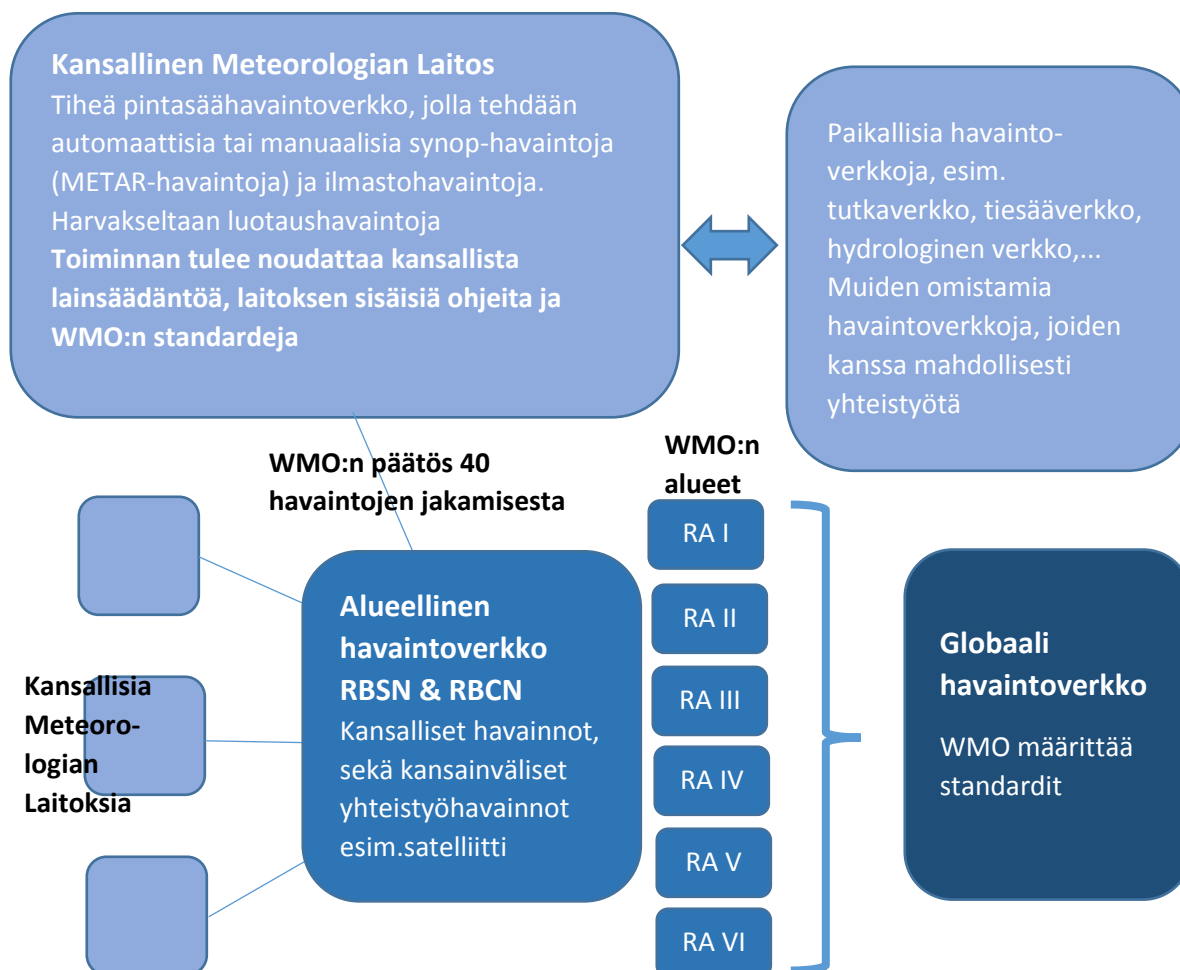 Kansallinen Meteorologian Laitos
Tiheä pintasäähavaintoverkko, jolla tehdään
automaattisia tai manuaalisia synop-havaintoja
(METAR-havaintoja) ja ilmastohavaintoja.
Harvakseltaan luotaushavaintoja
Toiminnan tulee noudattaa kansallista
lainsäädäntöä, laitoksen sisäisiä ohjeita ja
WMO:n standardeja
Paikallisia havainto-
verkkoja, esim.
tutkaverkko, tiesääverkko,
hydrologinen verkko,...
Muiden omistamia
havaintoverkkoja, joiden
kanssa mahdollisesti
yhteistyötä
WMO:n päätös 40
havaintojen jakamisesta
WMO:n
alueet
Kansallisia
Meteoro-
logian
Laitoksia
Alueellinen
havaintoverkko
RBSN & RBCN
Kansalliset havainnot,
sekä kansainväliset
yhteistyöhavainnot
esim.satelliitti
RA I
RA II
RA III
RA IV
RA V
RA VI
Globaali
havaintoverkko
WMO määrittää
standardit